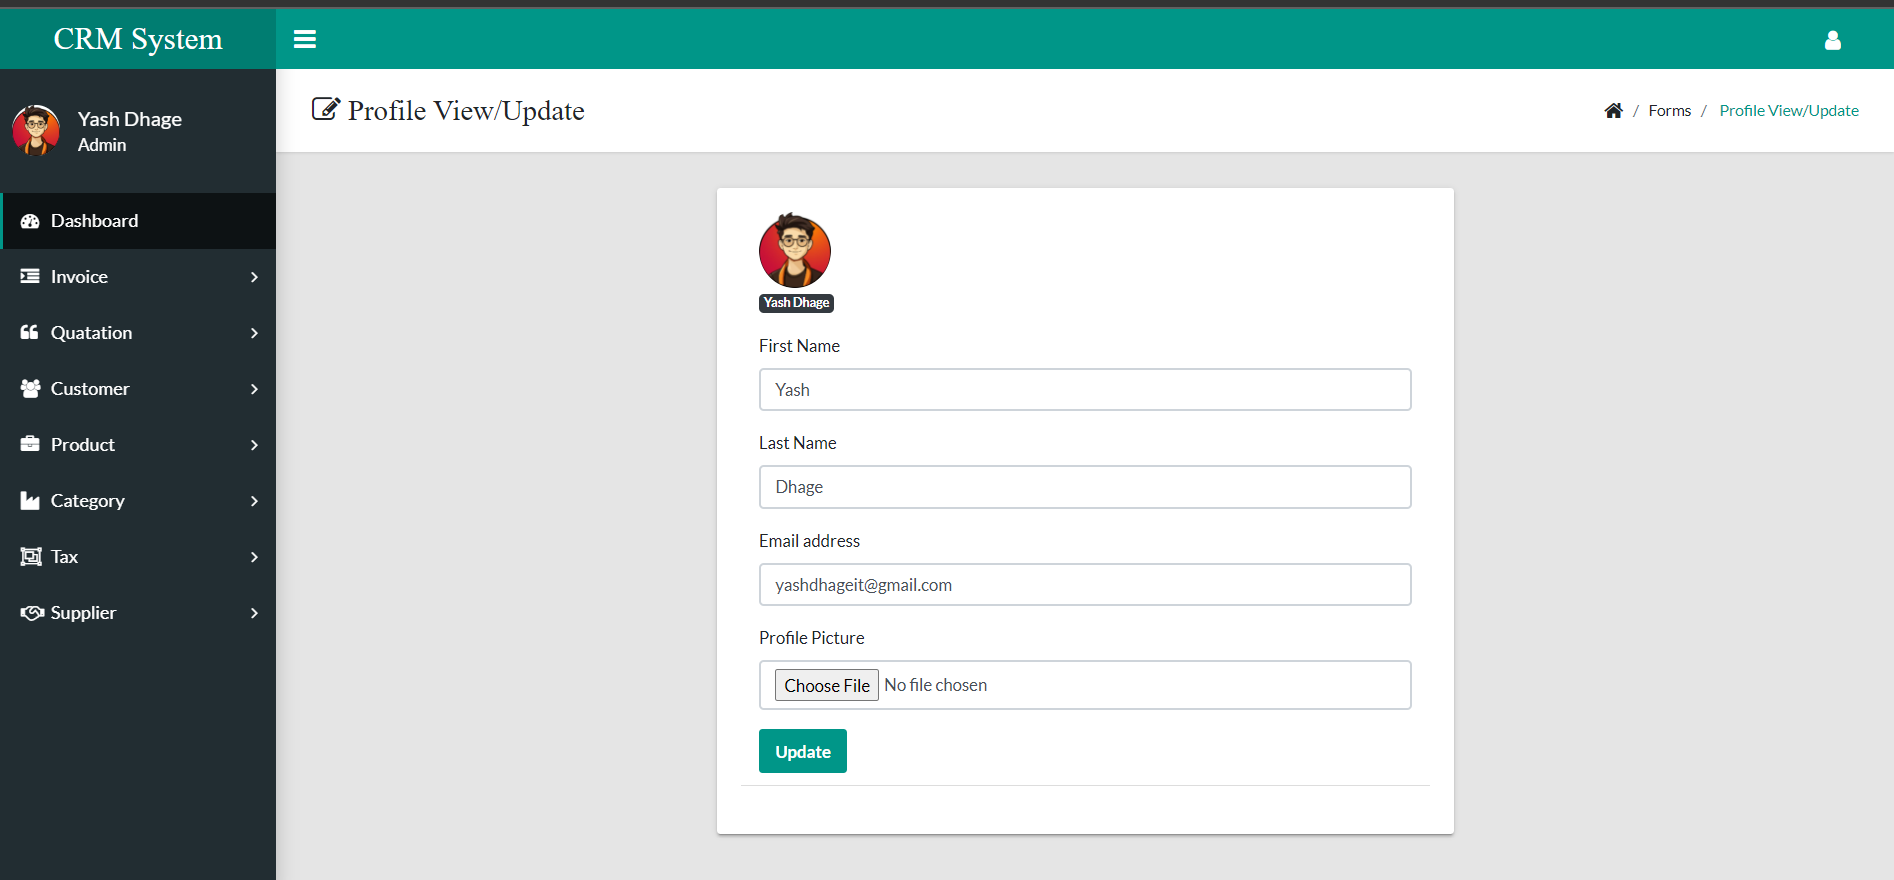 CRM System
Yash Dhage
Admin
Dashboard
Invoice
Quatation
Customer
Product
Category
Tax
Supplier
Profile View/Update
/ Forms / Profile View/Update
Yash Dhage
First Name
Yash
Last Name
Dhage
Email address
yashdhageit@gmail.com
Profile Picture
Choose File No file chosen
Update